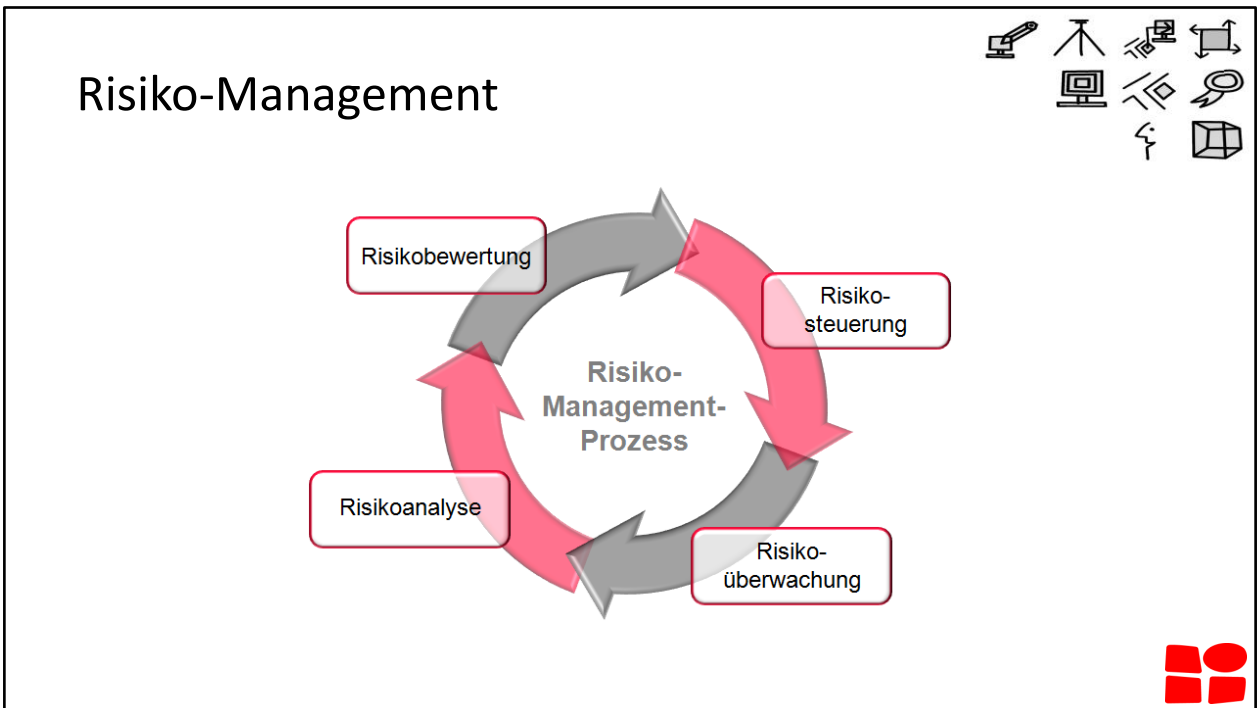 Risiko-Management
Risikobewertung
Risiko-
steuerung
Risiko-
Management-
Prozess
Risikoanalyse
Risiko-
überwachung